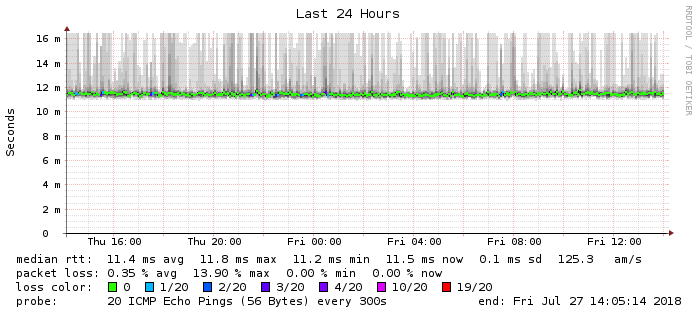 Last 24 Hours
RRDTOOL / TOBI OETIKER
Seconds
16 m
14 m
12 m
10 m
8 m
6 m
4 m
2 m
0
Thu 16:00 Thu 20:00 Fri 00:00 Fri 04:00 Fri 08:00 Fri 12:00
median rtt: 11.4 ms avg 11.8 ms max 11.2 ms min 11.5 ms now 0.1 ms sd 125.3 am/s
packet loss: 0.35 % avg 13.90 % max 0.00 % min 0.00 % now
loss color: 0 1/20 2/20 3/20 4/20 10/20 19/20
probe: 20 ICMP Echo Pings (56 Bytes) every 300s end: Fri Jul 27 14:05:14 2018